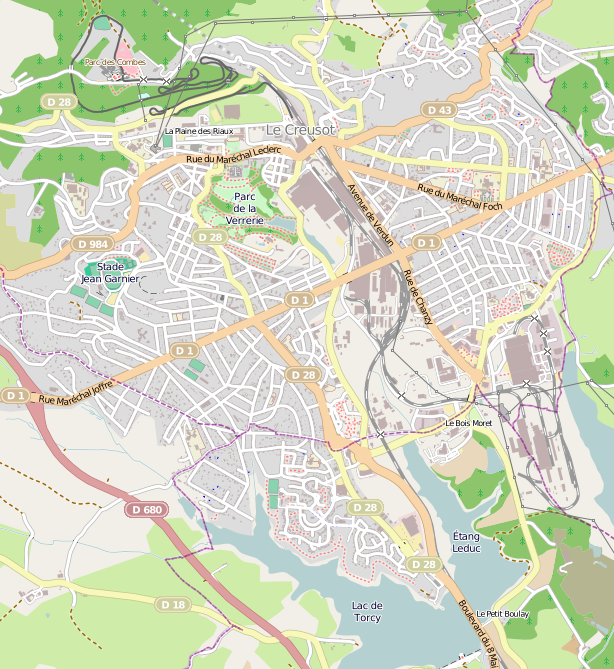 Parc des Combes
D 28
D 43
La Plaine des Riaux
Le Creusot
Rue du Maréchal Leclerc
Rue du Maréchal Foch
Avenue de Verdun
Parc
de la
Verrerie
D 28
D 984
D 1
Stade
Jean Garnier
Rue de Chanzy
D 1
D 1
D 28
D 1
Rue Maréchal Joffre
Le Bois Moret
D 680
D 28
Étang
Leduc
D 28
D 18
Lac de
Torcy
Le Petit Boulay
Boulevard du 8 Mai